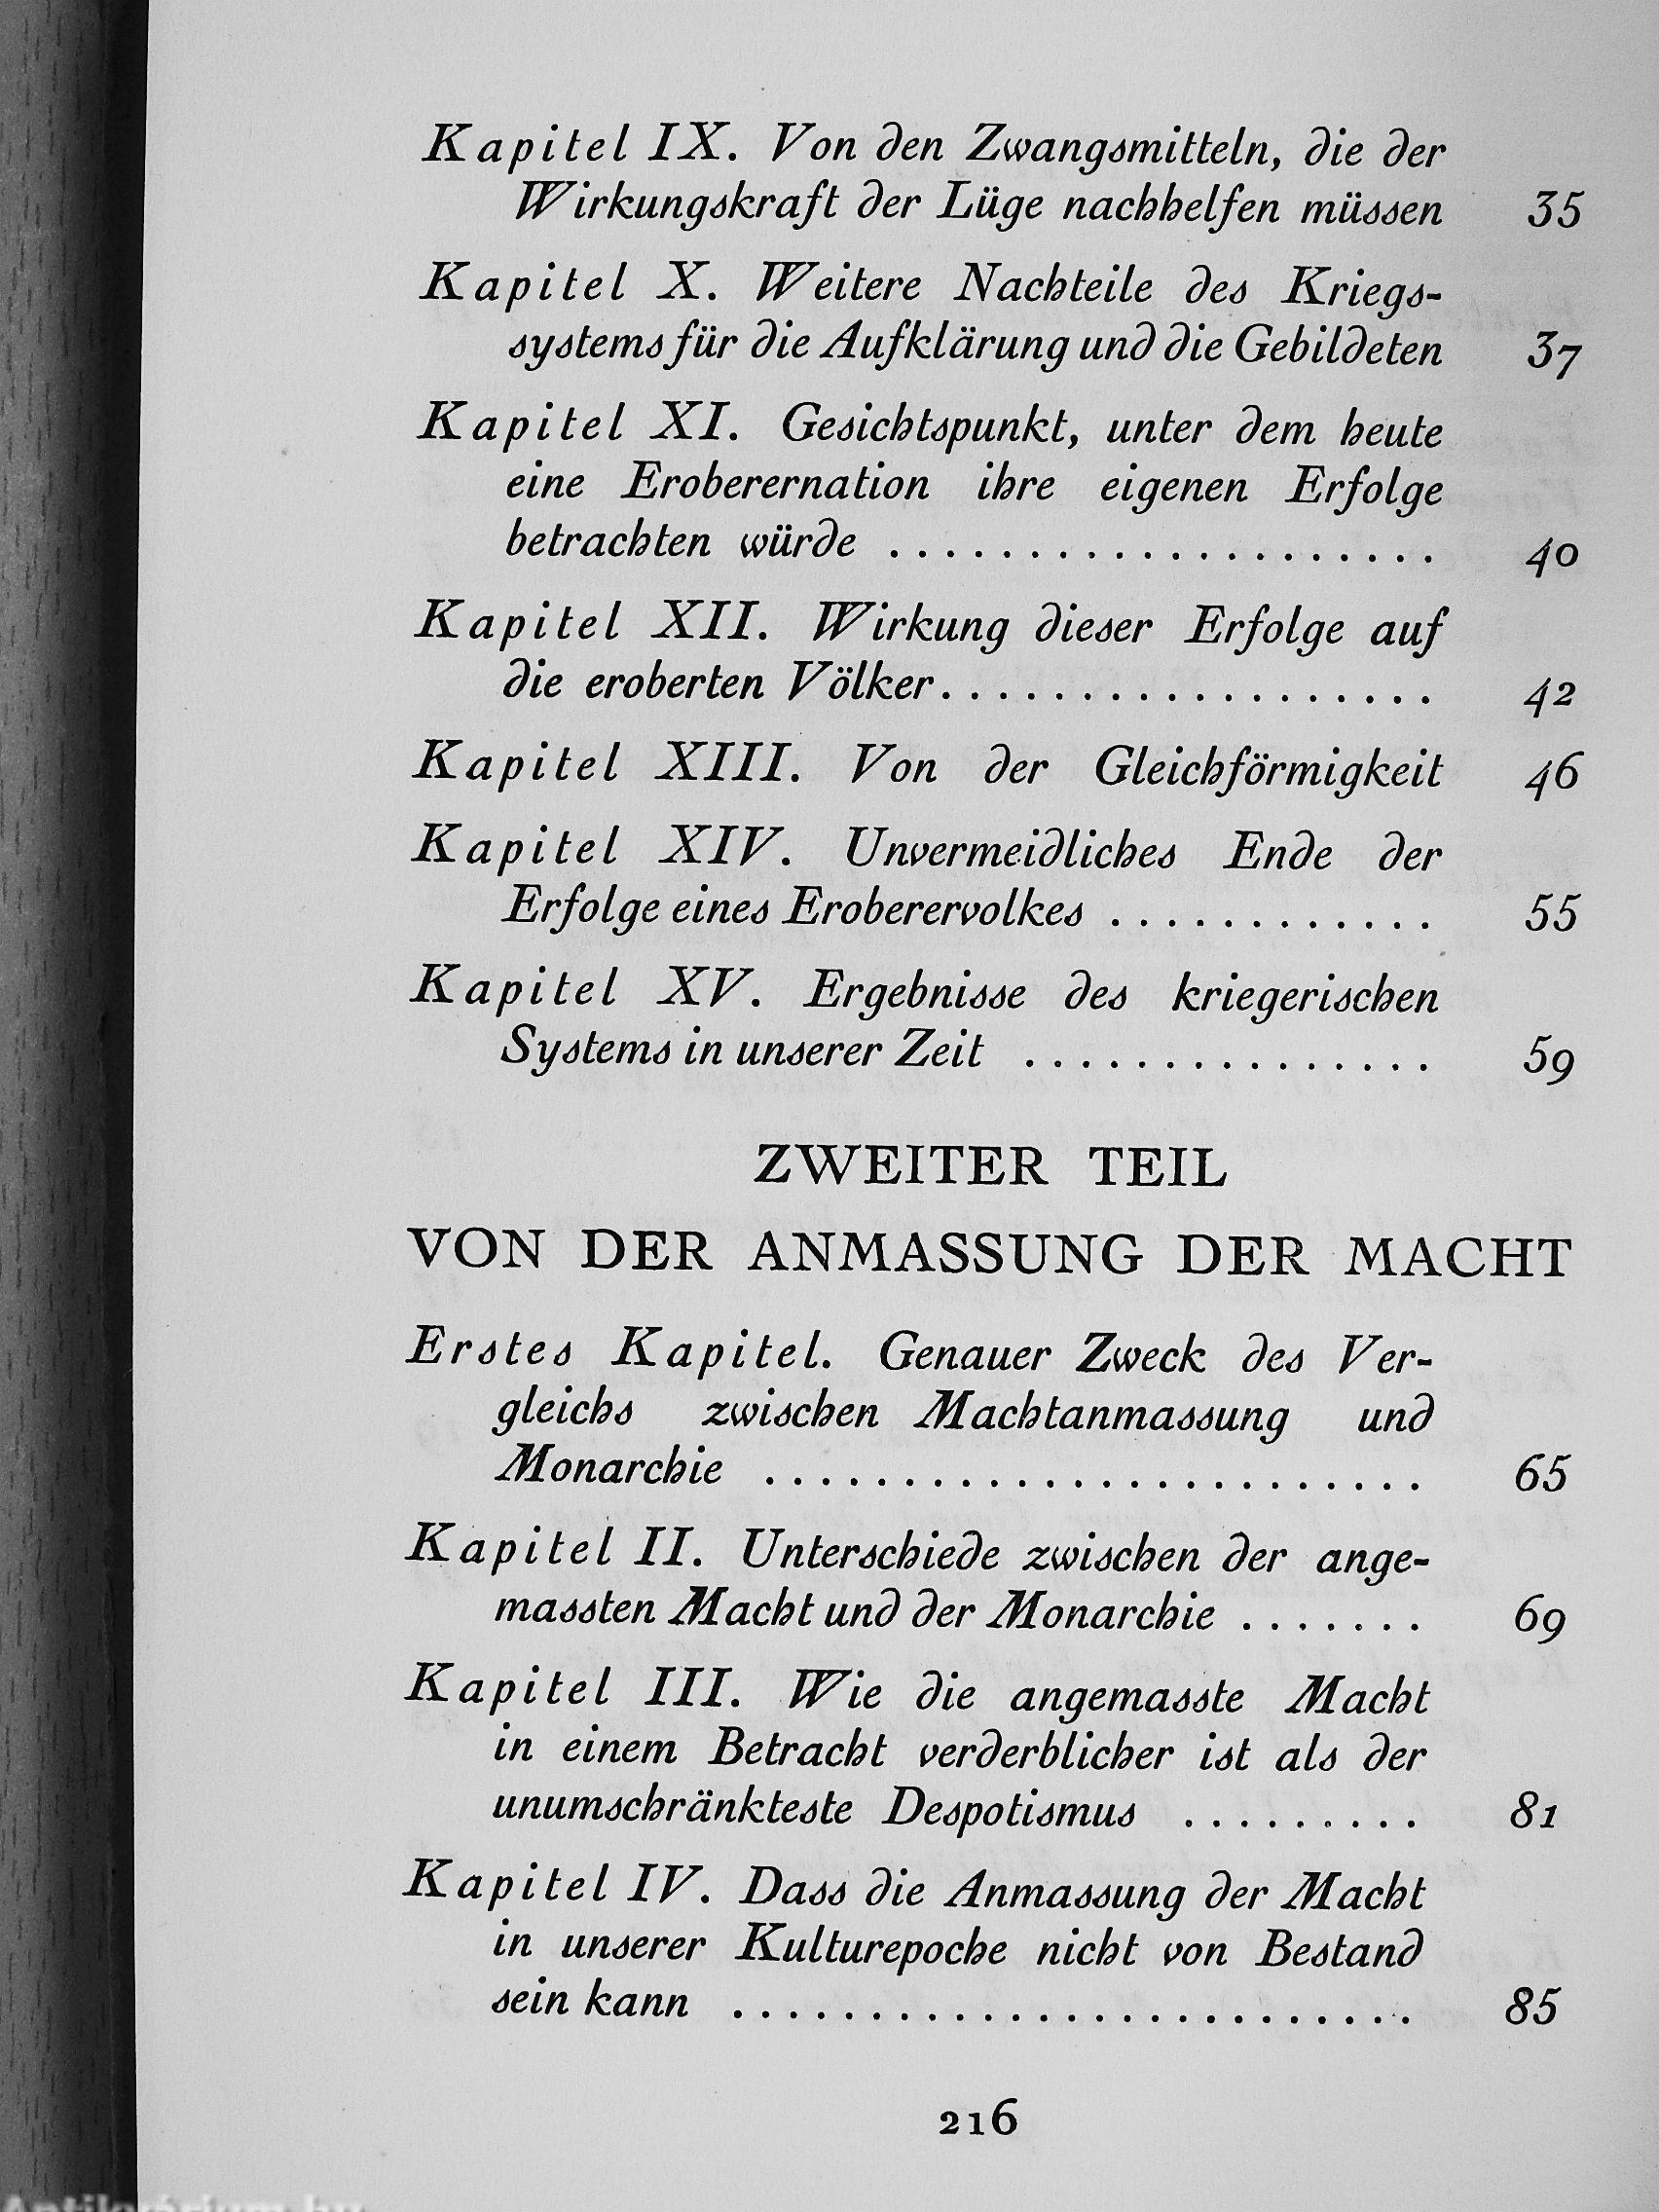 Kapitel IX. Von den Zwangsmitteln, die der
Wirkungskraft der Lüge nachhelfen müssen 35
Kapitel X. Weitere Nachteile des Kriegs-
systems für die Aufklärung und die Gebildeten 37
Kapitel XI. Gesichtspunkt, unter dem heute
eine Eroberernation ihre eigenen Erfolge
betrachten würde .................... 40
Kapitel XII. Wirkung dieser Erfolge auf
die eroberten Völker.................. 42
Kapitel XIII. Von der Gleichförmigkeit 46
Kapitel XIV. Unvermeidliches Ende der
Erfolge eines Eroberervolkes ............ 55
Kapitel XV. Ergebnisse des kriegerischen
Systems in unserer Zeit ............... 59
ZWEITER TEIL
VON DER ANMASSUNG DER MACHT
Erstes Kapitel. Genauer Zweck des Ver-
gleichs zwischen Machtanmassung und
Monarchie ........................ 65
Kapitel II. Unterschiede zwischen der ange-
massten Macht und der Monarchie ....... 69
Kapitel III. Wie die angemasste Macht
in einem Betracht verderblicher ist als der
unumschränkteste Despotismus ......... 81
Kapitel IV. Dass die Anmassung der Macht
in unserer Kulturepoche nicht von Bestand
sein kann ......................... 85
216